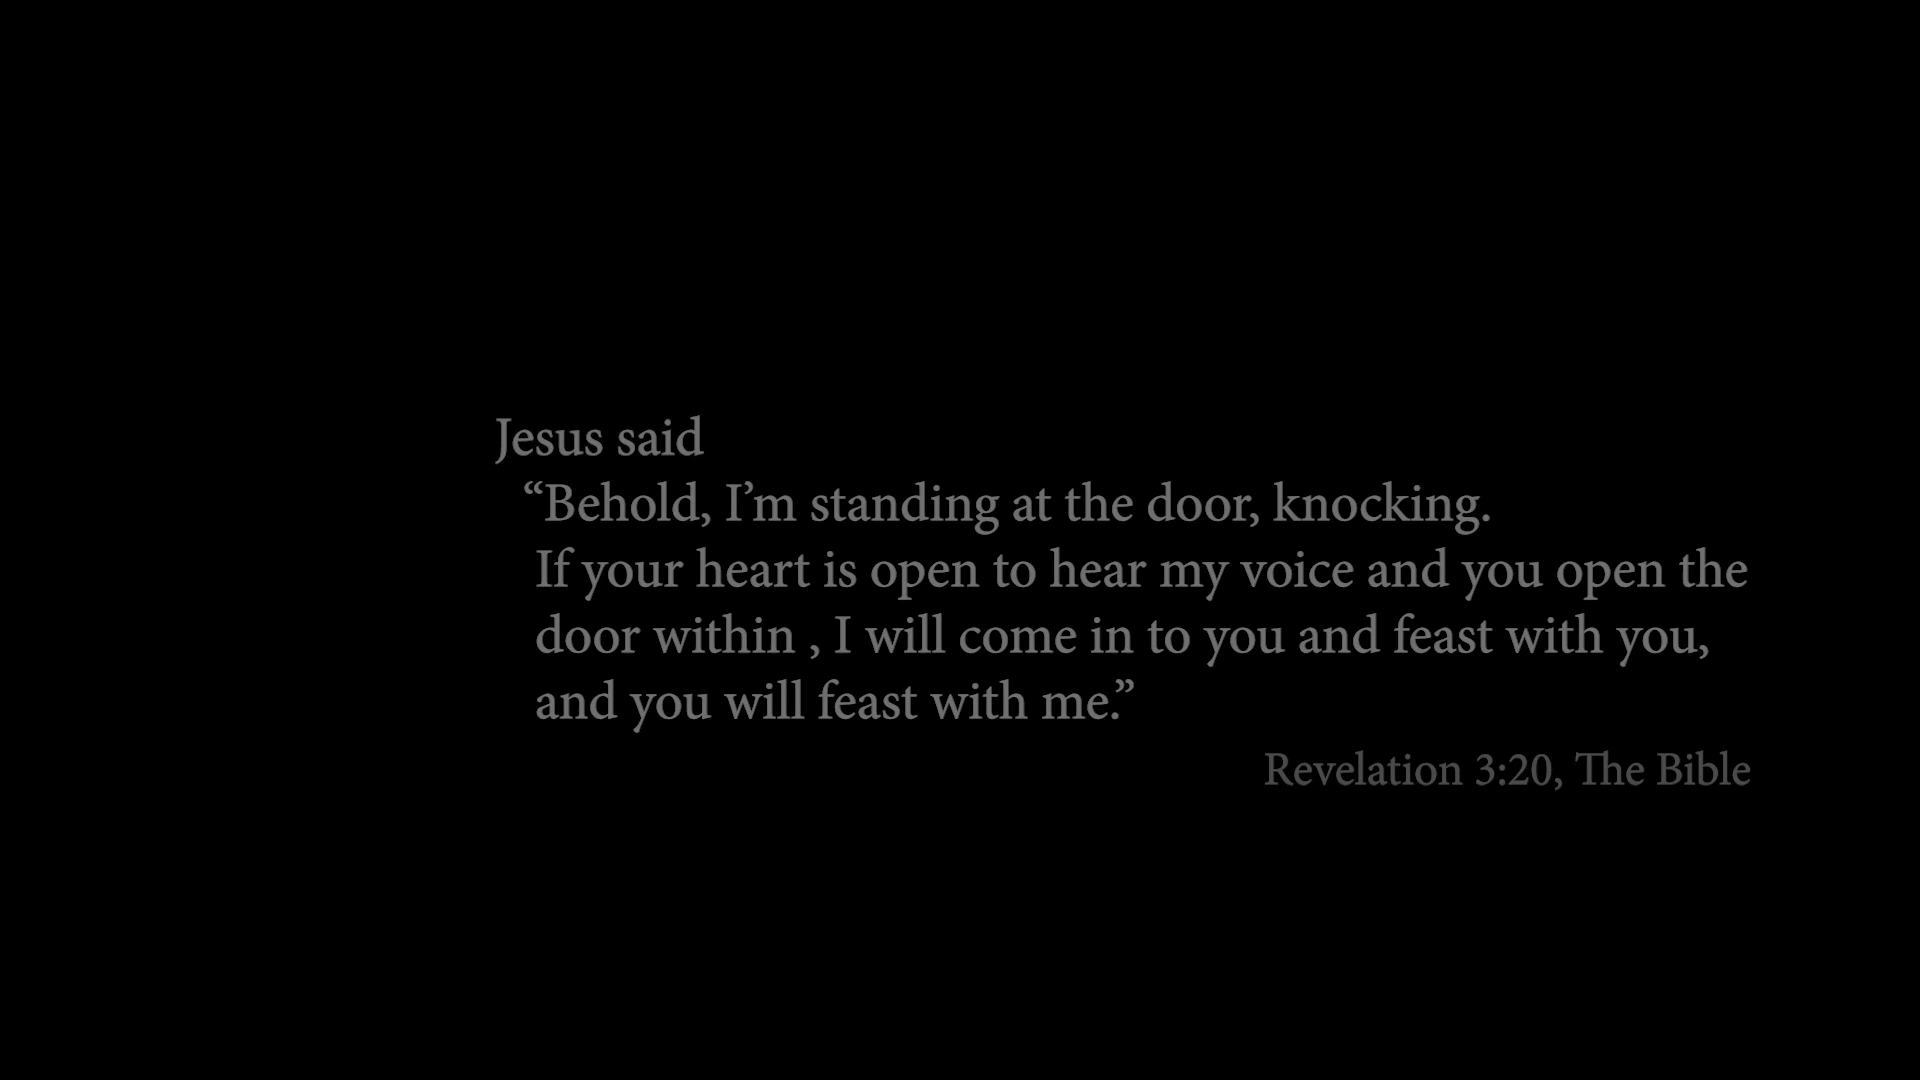 Jesus said
“Behold, I’m standing at the door, knocking.
If your heart is open to hear my voice and you open the
door within , I will come in to you and feast with you,
and you will feast with me.”
Revelation 3:20, The Bible